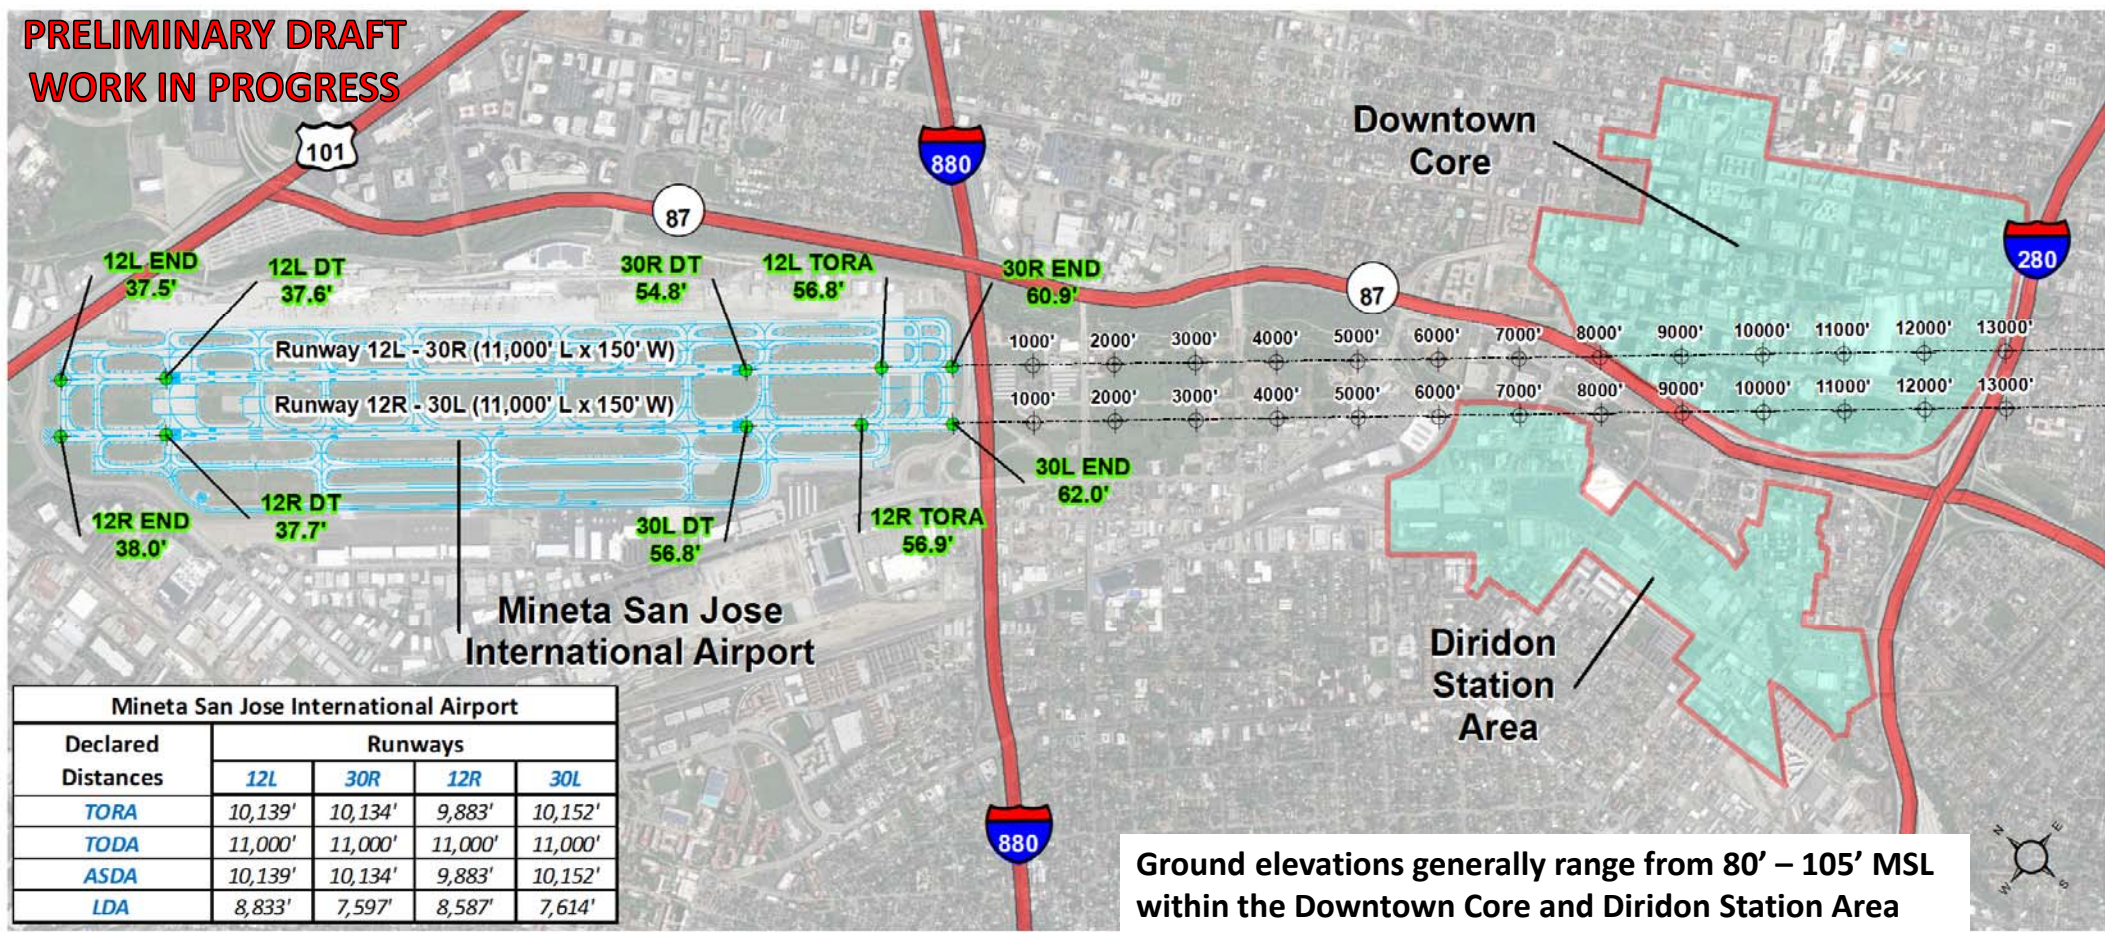 PRELIMINARY DRAFT
WORK IN PROGRESS
101
880
87
Downtown
Core
280
12L END
37.5'
12L DT
37.6'
30R DT
54.8'
12L TORA
56.8'
30R END
60.9'
87
Runway 12L - 30R (11,000' L x 150' W)
1000' 2000' 3000' 4000' 5000' 6000' 7000' 8000' 9000' 10000' 11000' 12000' 13000'
Runway 12R - 30L (11,000' L x 150' W)
1000' 2000' 3000' 4000' 5000' 6000' 7000' 8000' 9000' 10000' 11000' 12000' 13000'
12R END
38.0'
12R DT
37.7'
30L DT
56.8'
12R TORA
56.9'
30L END
62.0'
Mineta San Jose
International Airport
Diridon
Station
Area
Mineta San Jose International Airport
Declared Distances Runways
12L 30R 12R 30L
TORA 10,139' 10,134' 9,883' 10,152'
TODA 11,000' 11,000' 11,000' 11,000'
ASDA 10,139' 10,134' 9,883' 10,152'
LDA 8,833' 7,597' 8,587' 7,614'
880
Ground elevations generally range from 80’ – 105’ MSL
within the Downtown Core and Diridon Station Area
N E
W S